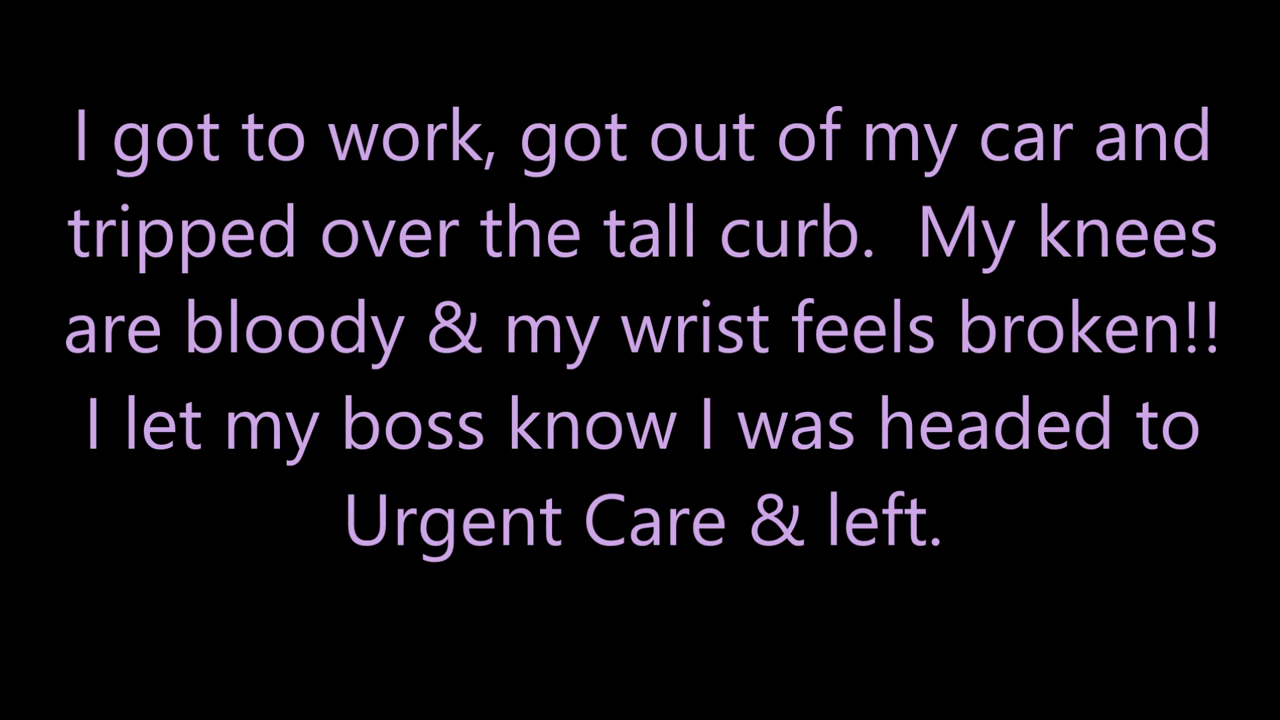 I got to work, got out of my car and
tripped over the tall curb.  My knees
are bloody & my wrist feels broken!!
I let my boss know I was headed to
Urgent Care & left.